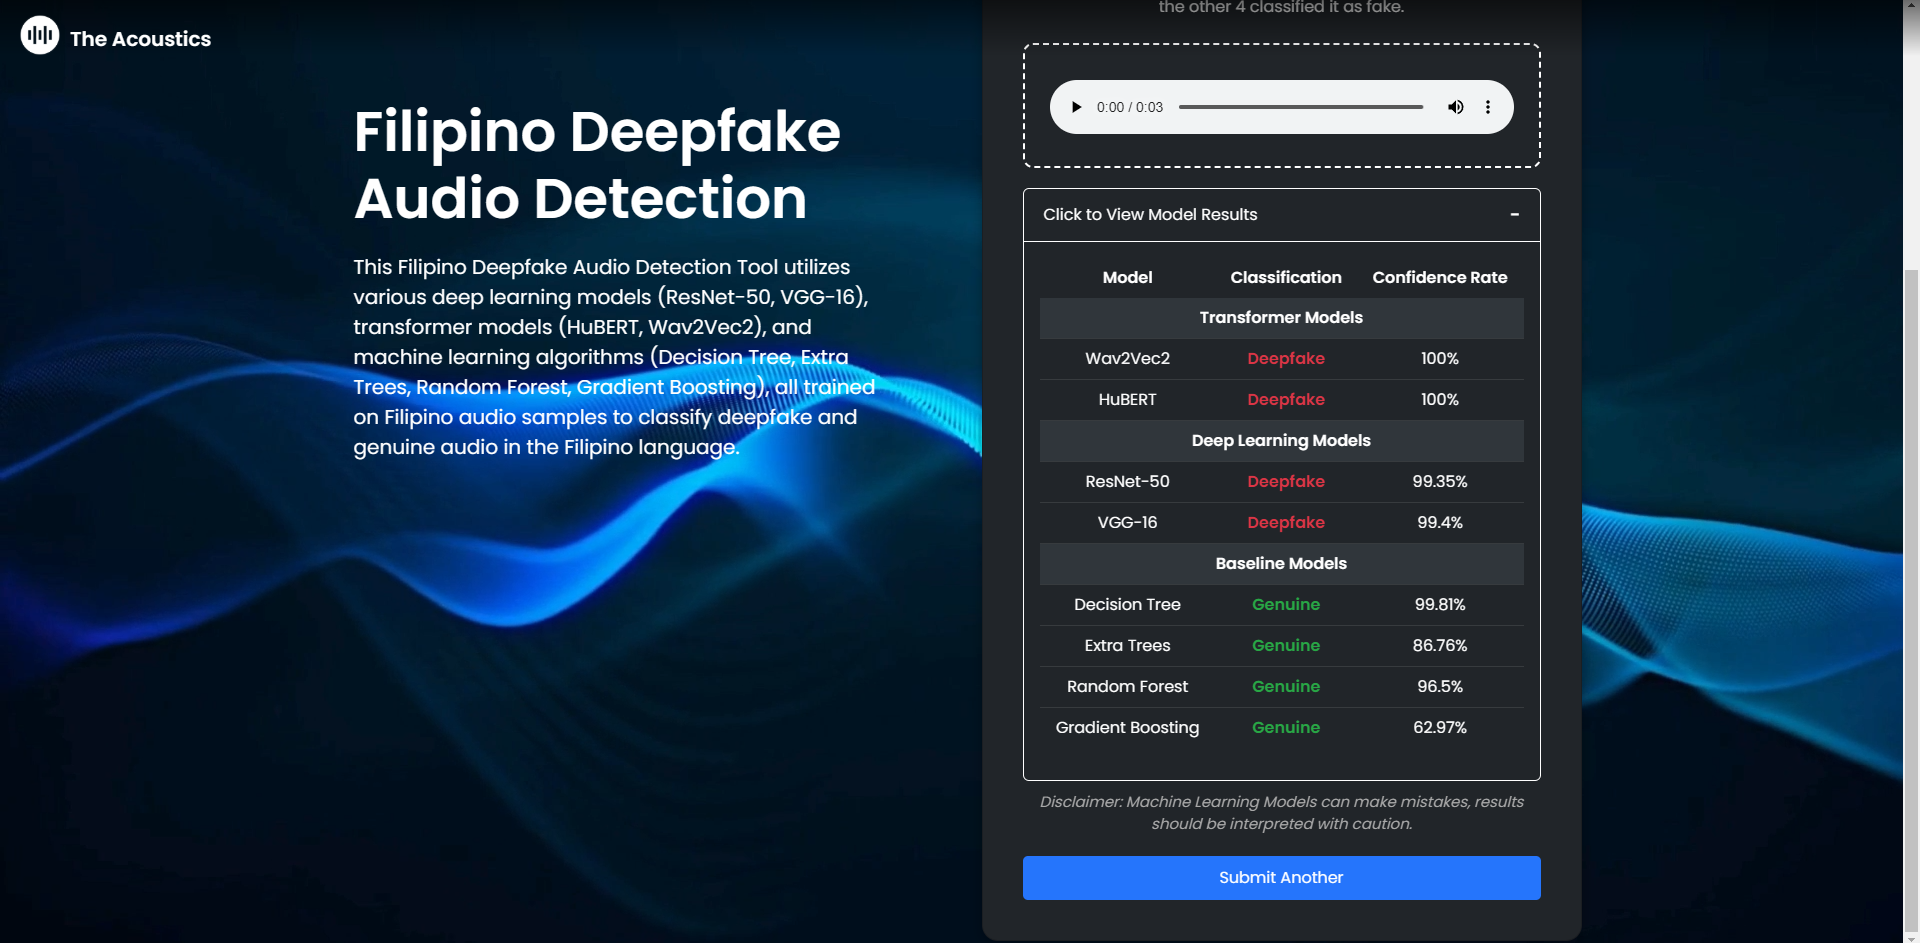 The Acoustics
Filipino Deepfake
Audio Detection
This Filipino Deepfake Audio Detection Tool utilizes
various deep learning models (ResNet-50, VGG-16),
transformer models (HuBERT, Wav2Vec2), and
machine learning algorithms (Decision Tree, Extra
Trees, Random Forest, Gradient Boosting), all trained
on Filipino audio samples to classify deepfake and
genuine audio in the Filipino language.
the other 4 classified it as fake.
0:00 / 0:03
Click to View Model Results −
Model Classification Confidence Rate
Transformer Models
Wav2Vec2 Deepfake 100%
HuBERT Deepfake 100%
Deep Learning Models
ResNet-50 Deepfake 99.35%
VGG-16 Deepfake 99.4%
Baseline Models
Decision Tree Genuine 99.81%
Extra Trees Genuine 86.76%
Random Forest Genuine 96.5%
Gradient Boosting Genuine 62.97%
Disclaimer: Machine Learning Models can make mistakes, results
should be interpreted with caution.
Submit Another